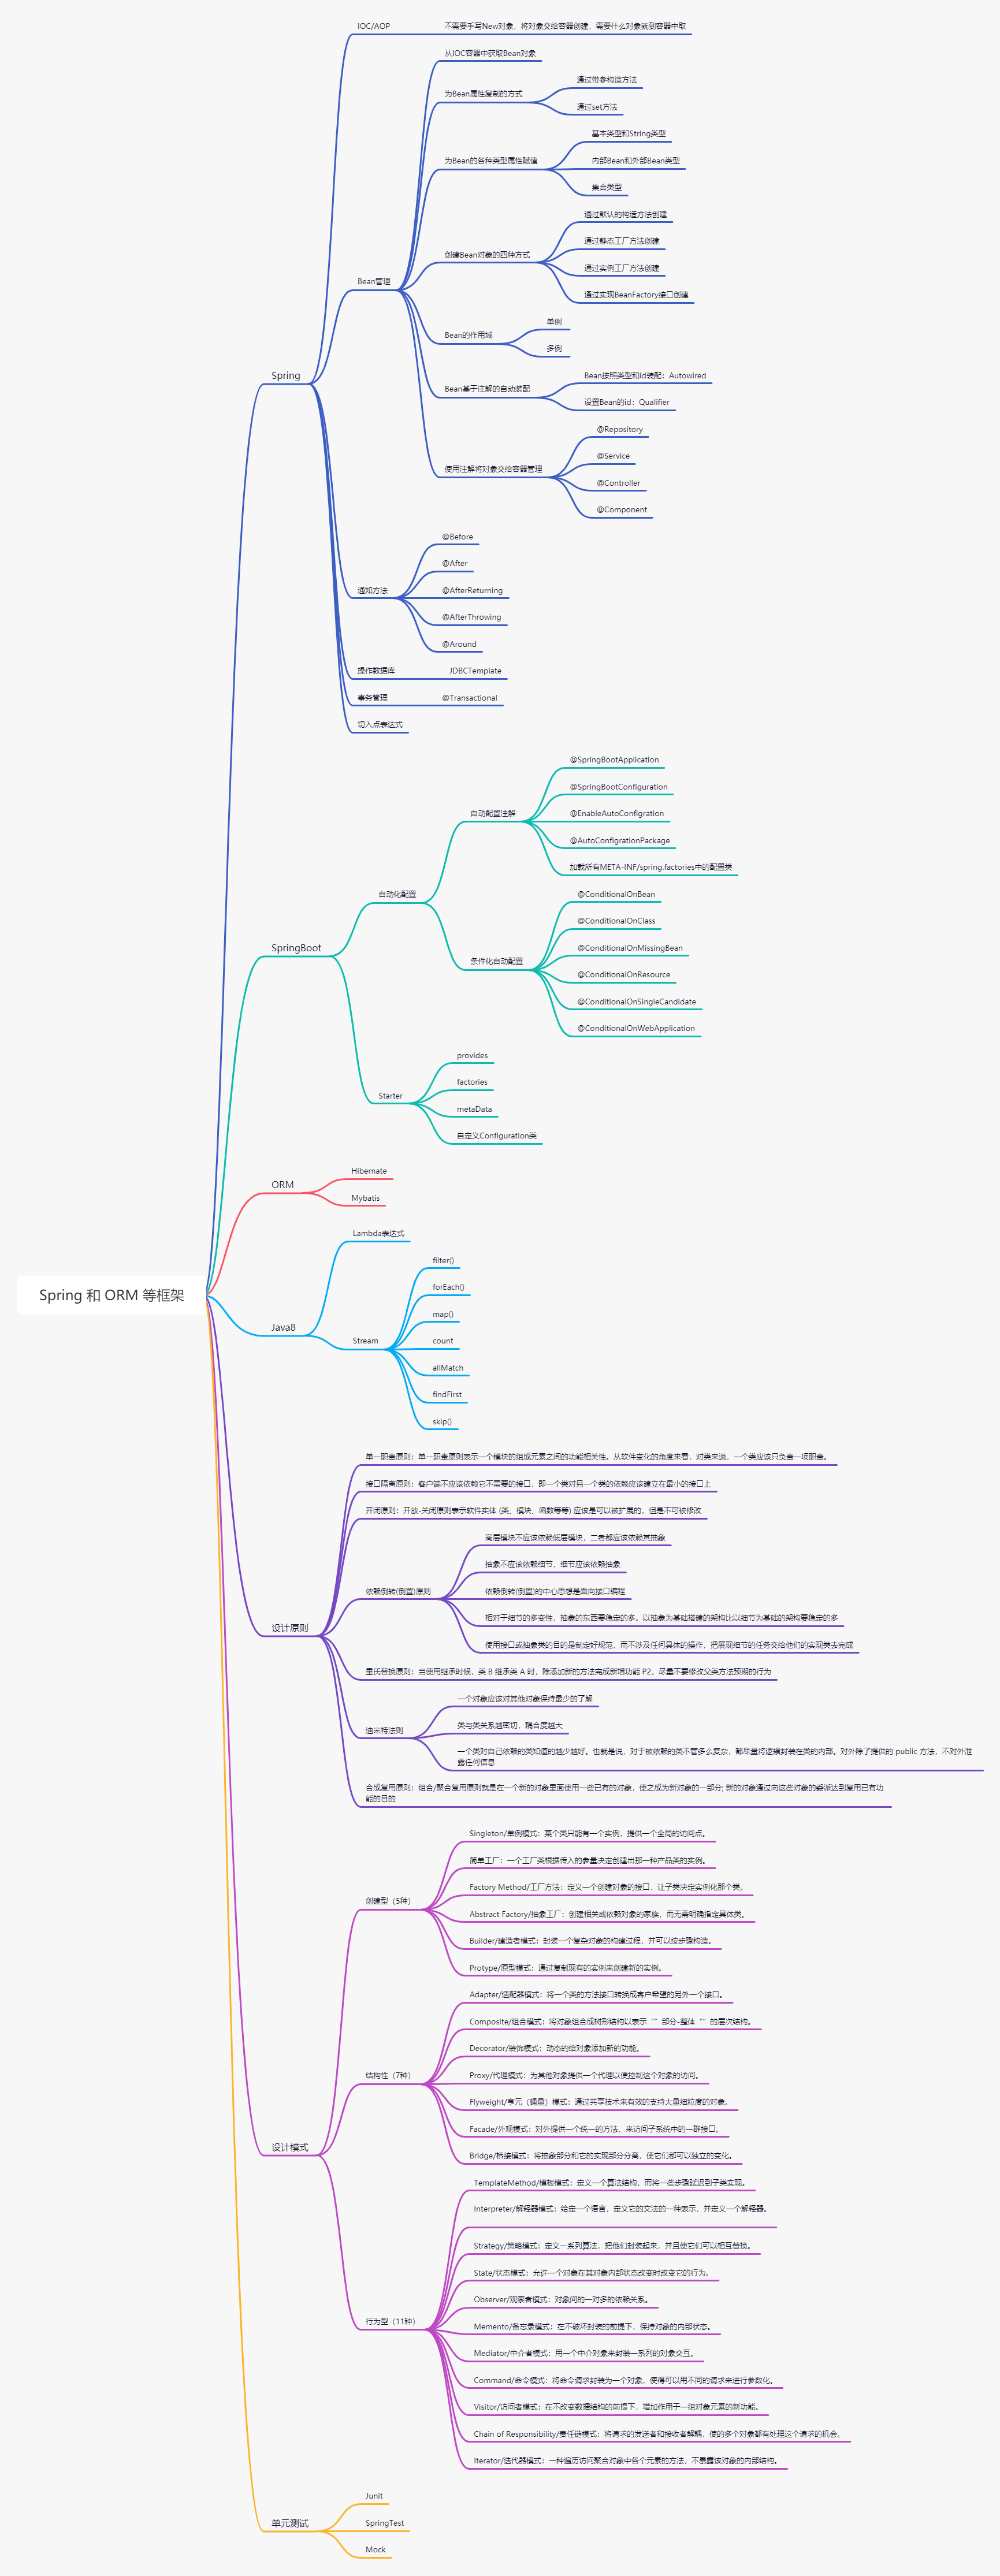 IOC/AOP
不需要手写New对象，将对象交给容器创建，需要什么对象就到容器中取
从IOC容器中获取Bean对象
通过带参构造方法
为Bean属性复制的方式
通过set方法
基本类型和String类型
为Bean的各种类型属性赋值
内部Bean和外部Bean类型
集合类型
通过默认的构造方法创建
通过静态工厂方法创建
创建Bean对象的四种方式
通过实例工厂方法创建
Bean管理
通过实现BeanFactory接口创建
单例
Bean的作用域
多例
Spring
Bean按照类型和id装配：Autowired
Bean基于注解的自动装配
设置Bean的id：Qualifier
@Repository
@Service
使用注解将对象交给容器管理
@Controller
@Component
@Before
@After
通知方法
@AfterReturning
@AfterThrowing
@Around
操作数据库
JDBCTemplate
事务管理
@Transactional
切入点表达式
@SpringBootApplication
@SpringBootConfiguration
自动配置注解
@EnableAutoConfigration
@AutoConfigrationPackage
加载所有META-INF/spring.factories中的配置类
自动化配置
@ConditionalOnBean
@ConditionalOnClass
SpringBoot
@ConditionalOnMissingBean
条件化自动配置
@ConditionalOnResource
@ConditionalOnSingleCandidate
@ConditionalOnWebApplication
provides
factories
Starter
metaData
自定义Configuration类
Hibernate
ORM
Mybatis
Lambda表达式
filter()
forEach()
Spring 和 ORM 等框架
map()
Java8
Stream
count
allMatch
findFirst
skip()
单一职责原则：单一职责原则表示一个模块的组成元素之间的功能相关性。从软件变化的角度来看，对类来说，一个类应该只负责一项职责。
接口隔离原则：客户端不应该依赖它不需要的接口，即一个类对另一个类的依赖应该建立在最小的接口上
开闭原则：开放-关闭原则表示软件实体 (类、模块、函数等等) 应该是可以被扩展的，但是不可被修改
高层模块不应该依赖低层模块，二者都应该依赖其抽象
抽象不应该依赖细节，细节应该依赖抽象
依赖倒转(倒置)原则
依赖倒转(倒置)的中心思想是面向接口编程
相对于细节的多变性，抽象的东西要稳定的多。以抽象为基础搭建的架构比以细节为基础的架构要稳定的多
设计原则
使用接口或抽象类的目的是制定好规范，而不涉及任何具体的操作，把展现细节的任务交给他们的实现类去完成
里氏替换原则：当使用继承时候，类 B 继承类 A 时，除添加新的方法完成新增功能 P2，尽量不要修改父类方法预期的行为
一个对象应该对其他对象保持最少的了解
迪米特法则
类与类关系越密切，耦合度越大
一个类对自己依赖的类知道的越少越好。也就是说，对于被依赖的类不管多么复杂，都尽量将逻辑封装在类的内部。对外除了提供的 public 方法，不对外泄
露任何信息
合成复用原则：组合/聚合复用原则就是在一个新的对象里面使用一些已有的对象，使之成为新对象的一部分; 新的对象通过向这些对象的委派达到复用已有功
能的目的
Singleton/单例模式：某个类只能有一个实例，提供一个全局的访问点。
简单工厂：一个工厂类根据传入的参量决定创建出那一种产品类的实例。
Factory Method/工厂方法：定义一个创建对象的接口，让子类决定实例化那个类。
创建型（5种）
Abstract Factory/抽象工厂：创建相关或依赖对象的家族，而无需明确指定具体类。
Builder/建造者模式：封装一个复杂对象的构建过程，并可以按步骤构造。
Protype/原型模式：通过复制现有的实例来创建新的实例。
Adapter/适配器模式：将一个类的方法接口转换成客户希望的另外一个接口。
Composite/组合模式：将对象组合成树形结构以表示“”部分-整体“”的层次结构。
Decorator/装饰模式：动态的给对象添加新的功能。
结构性（7种）
Proxy/代理模式：为其他对象提供一个代理以便控制这个对象的访问。
Flyweight/亨元（蝇量）模式：通过共享技术来有效的支持大量细粒度的对象。
Facade/外观模式：对外提供一个统一的方法，来访问子系统中的一群接口。
设计模式
Bridge/桥接模式：将抽象部分和它的实现部分分离，使它们都可以独立的变化。
TemplateMethod/模板模式：定义一个算法结构，而将一些步骤延迟到子类实现。
Interpreter/解释器模式：给定一个语言，定义它的文法的一种表示，并定义一个解释器。
Strategy/策略模式：定义一系列算法，把他们封装起来，并且使它们可以相互替换。
State/状态模式：允许一个对象在其对象内部状态改变时改变它的行为。
Observer/观察者模式：对象间的一对多的依赖关系。
行为型（11种）
Memento/备忘录模式：在不破坏封装的前提下，保持对象的内部状态。
Mediator/中介者模式：用一个中介对象来封装一系列的对象交互。
Command/命令模式：将命令请求封装为一个对象，使得可以用不同的请求来进行参数化。
Visitor/访问者模式：在不改变数据结构的前提下，增加作用于一组对象元素的新功能。
Chain of Responsibility/责任链模式：将请求的发送者和接收者解耦，使的多个对象都有处理这个请求的机会。
Iterator/迭代器模式：一种遍历访问聚合对象中各个元素的方法，不暴露该对象的内部结构。
Junit
单元测试
SpringTest
Mock